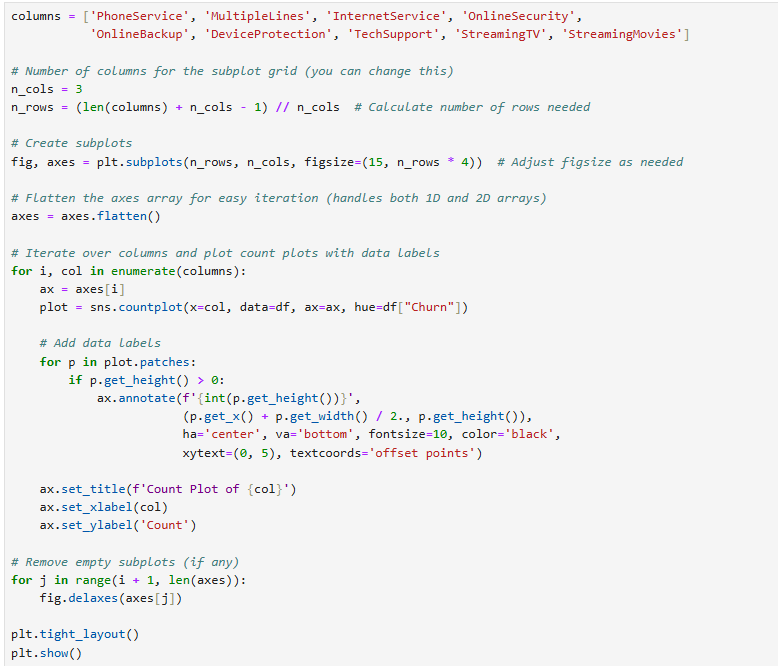 columns = ['PhoneService', 'MultipleLines', 'InternetService', 'OnlineSecurity',
           'OnlineBackup', 'DeviceProtection', 'TechSupport', 'StreamingTV', 'StreamingMovies']

# Number of columns for the subplot grid (you can change this)
n_cols = 3
n_rows = (len(columns) + n_cols - 1) // n_cols  # Calculate number of rows needed

# Create subplots
fig, axes = plt.subplots(n_rows, n_cols, figsize=(15, n_rows * 4))  # Adjust figsize as needed

# Flatten the axes array for easy iteration (handles both 1D and 2D arrays)
axes = axes.flatten()

# Iterate over columns and plot count plots with data labels
for i, col in enumerate(columns):
    ax = axes[i]
    plot = sns.countplot(x=col, data=df, ax=ax, hue=df["Churn"])

    # Add data labels
    for p in plot.patches:
        if p.get_height() > 0:
            ax.annotate(f'{int(p.get_height())}',
                        (p.get_x() + p.get_width() / 2., p.get_height()),
                        ha='center', va='bottom', fontsize=10, color='black',
                        xytext=(0, 5), textcoords='offset points')

    ax.set_title(f'Count Plot of {col}')
    ax.set_xlabel(col)
    ax.set_ylabel('Count')

# Remove empty subplots (if any)
for j in range(i + 1, len(axes)):
    fig.delaxes(axes[j])

plt.tight_layout()
plt.show()